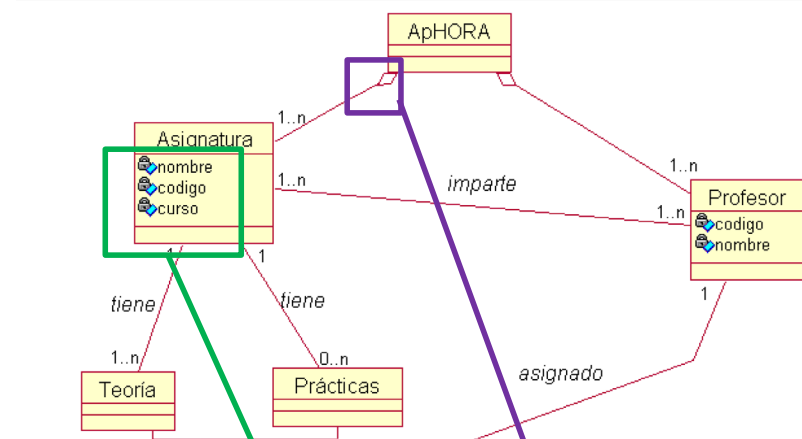 ApHORA
1..n
Asignatura
nombre
codigo
curso
1..n
imparte
1..n
1..n
Profesor
codigo
nombre
1
1
1
tiene
tiene
1..n
0..n
Teoría
Prácticas
asignado